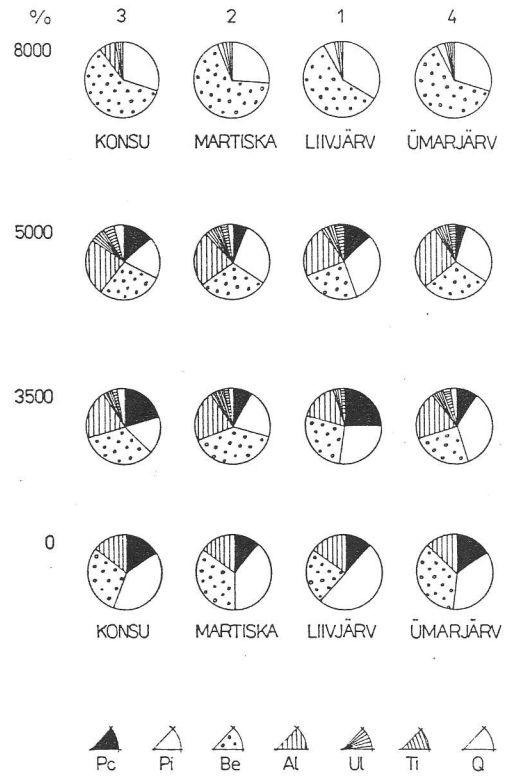 % 3 2 1 4
8000
KONSU MARTISKA LIIVJÄRV ÜMARJÄRV
5000
3500
0
KONSU MARTISKA LIIVJÄRV ÜMARJÄRV
Pc Pi Be Al Ul Ti Q